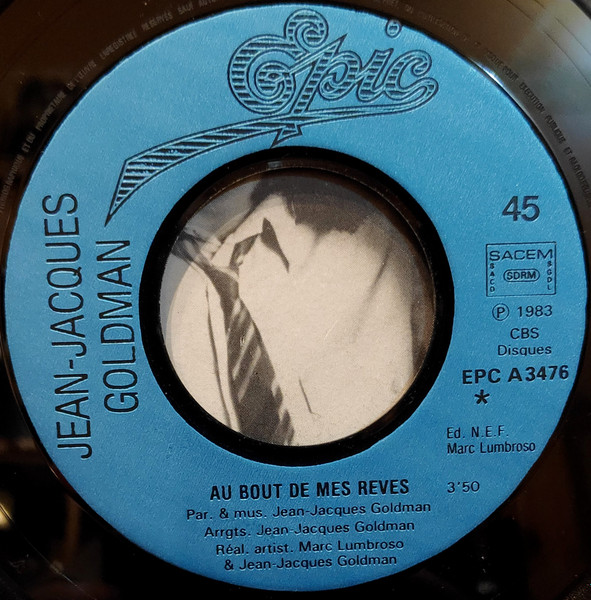 Epic
JEAN-JACQUES
GOLDMAN
45
SACEM
SACD
SDRM
SGDL
℗ 1983
CBS
Disques
EPC A 3476
*
Ed. N.E.F.
Marc Lumbroso
AU BOUT DE MES REVES 3'50
Par. & mus. Jean-Jacques Goldman
Arrgts. Jean-Jacques Goldman
Réal. artist. Marc Lumbroso
& Jean-Jacques Goldman